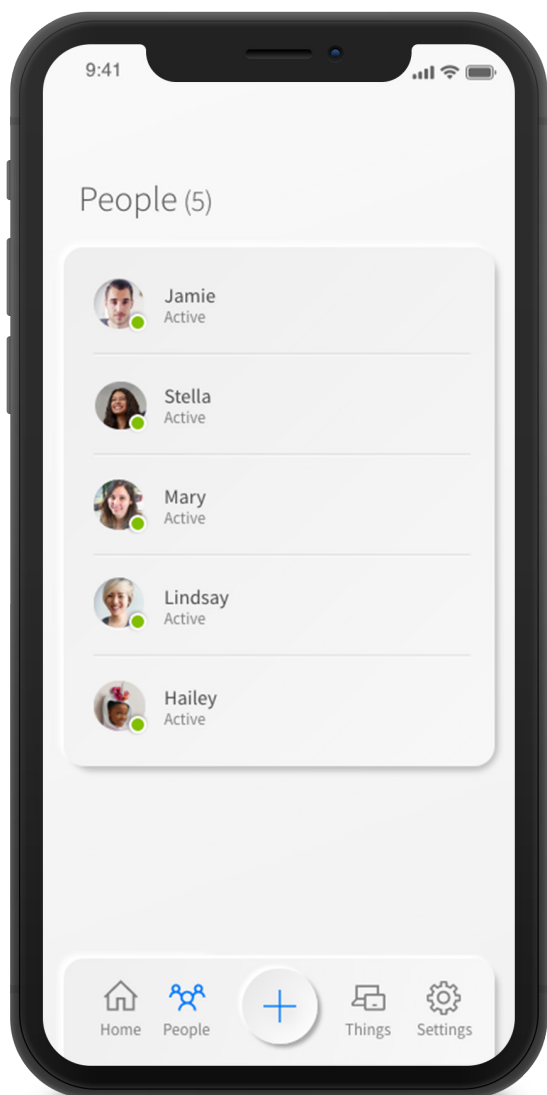 9:41
People (5)
Jamie
Active
Stella
Active
Mary
Active
Lindsay
Active
Hailey
Active
Home People Things Settings